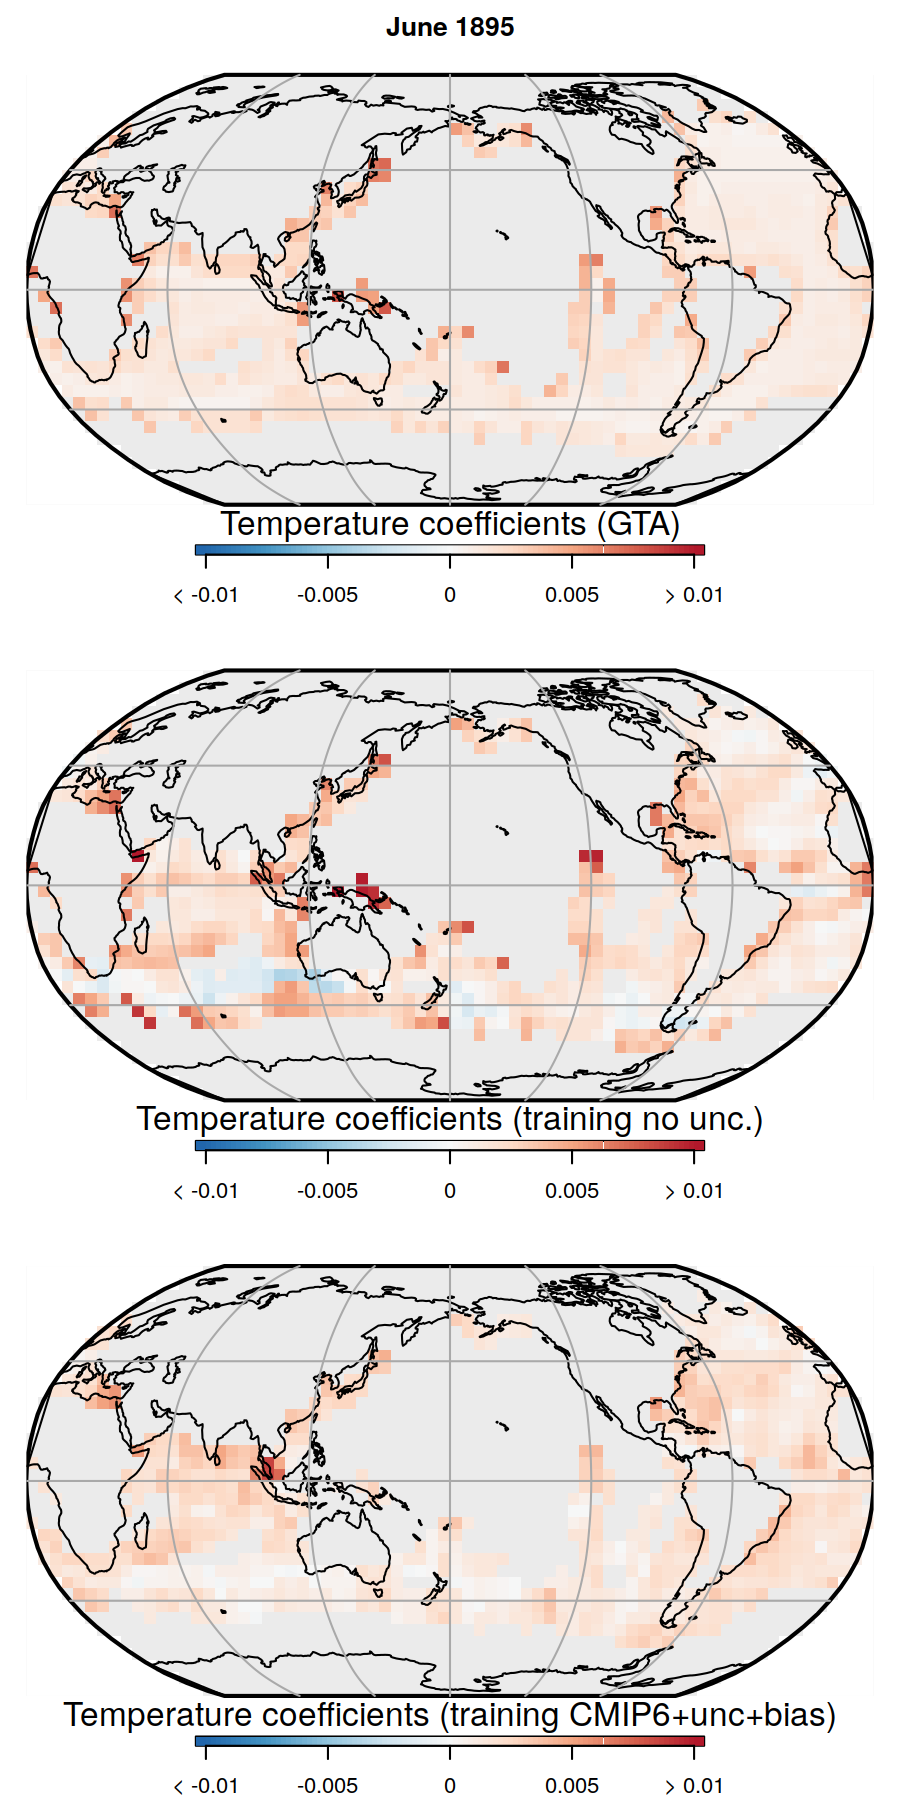 June 1895
Temperature coefficients (GTA)
< -0.01 -0.005 0 0.005 > 0.01
Temperature coefficients (training no unc.)
< -0.01 -0.005 0 0.005 > 0.01
Temperature coefficients (training CMIP6+unc+bias)
< -0.01 -0.005 0 0.005 > 0.01